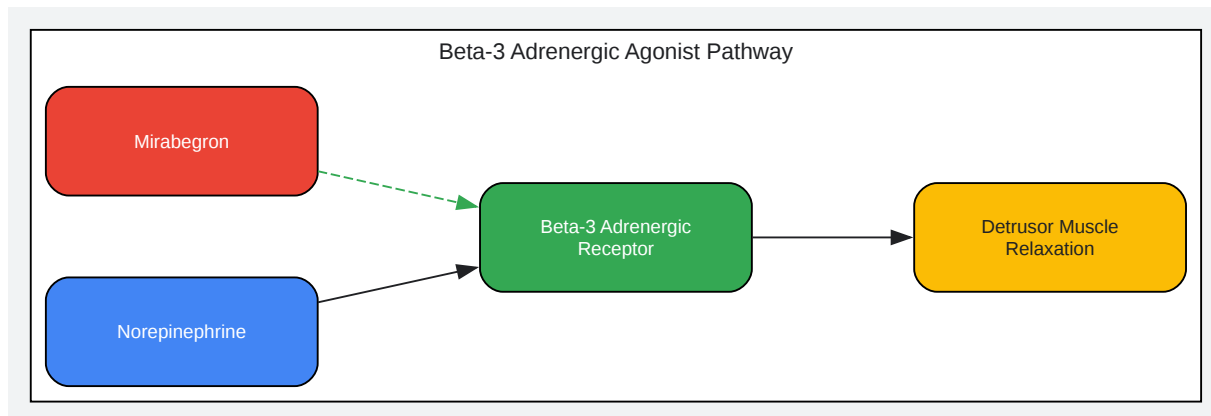 Beta-3 Adrenergic Agonist Pathway
Mirabegron
Beta-3 Adrenergic
Receptor
Detrusor Muscle
Relaxation
Norepinephrine